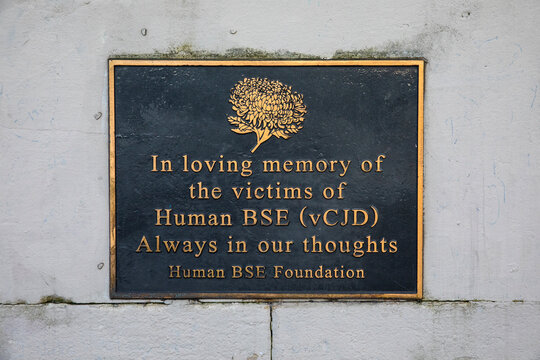 In loving memory of
the victims of
Human BSE (vCJD)
Always in our thoughts
Human BSE Foundation